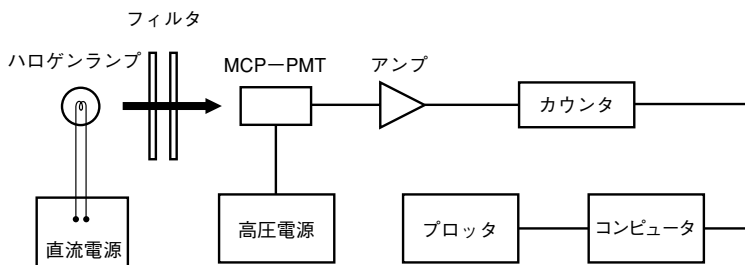 フィルタ
ハロゲンランプ
MCP－PMT
アンプ
カウンタ
直流電源
高圧電源
プロッタ
コンピュータ